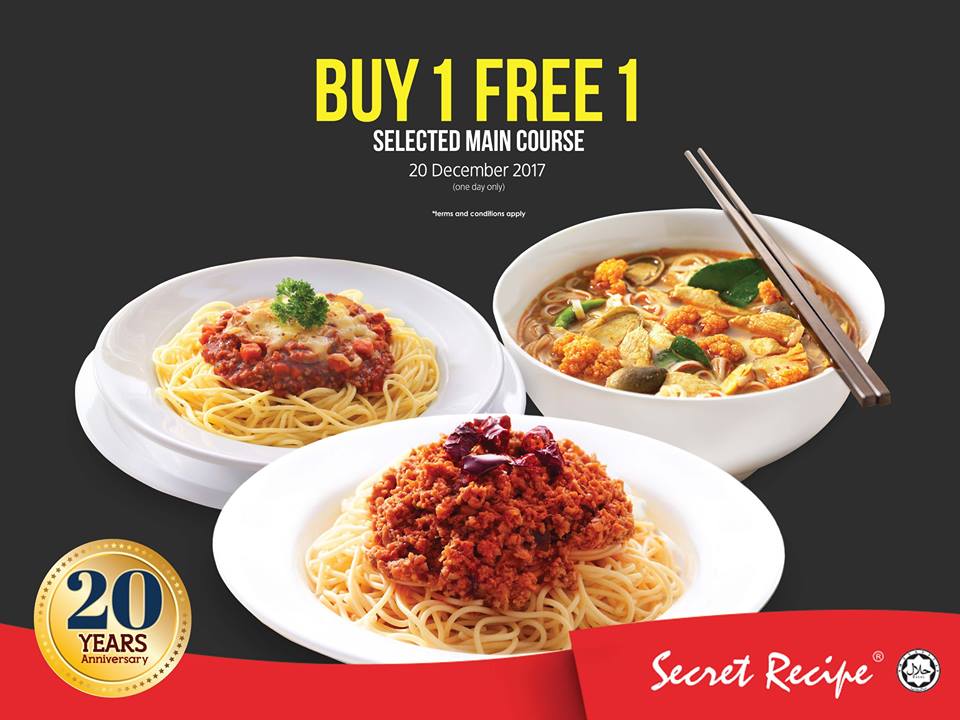 BUY 1 FREE 1
SELECTED MAIN COURSE
20 December 2017
(one day only)
*terms and conditions apply
20
YEARS
Anniversary
Secret Recipe®
حلال